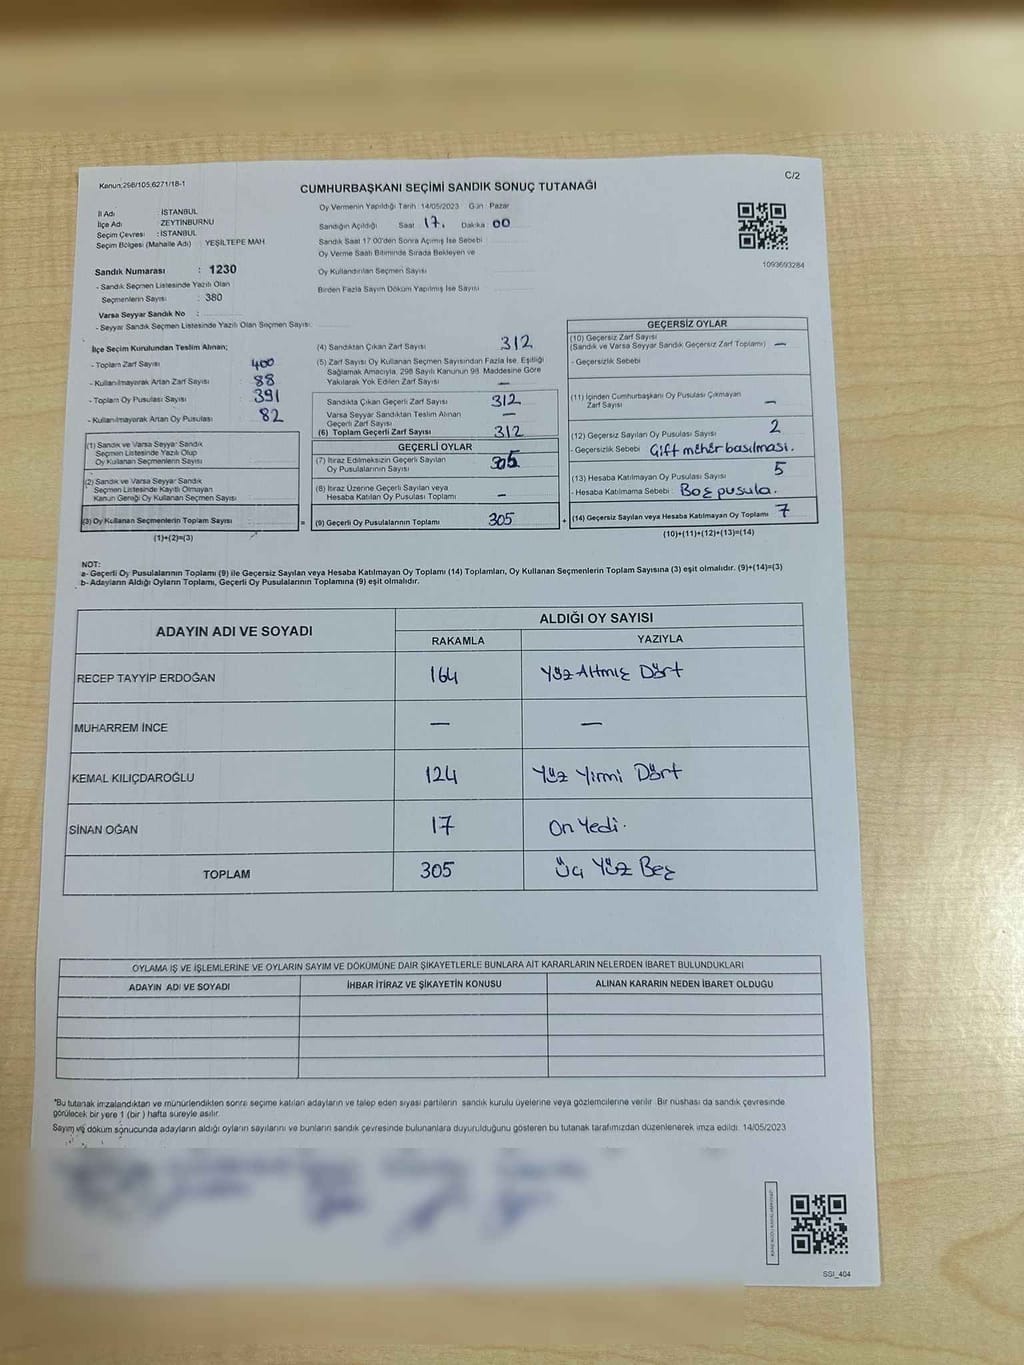 Kanun:298/105,6271/18-1
C/2
CUMHURBAŞKANI SEÇİMİ SANDIK SONUÇ TUTANAĞI
İl Adı : İSTANBUL
İlçe Adı : ZEYTİNBURNU
Seçim Çevresi : İSTANBUL
Seçim Bölgesi (Mahalle Adı) : YEŞİLTEPE MAH
Sandık Numarası : 1230
- Sandık Seçmen Listesinde Yazılı Olan
Seçmenlerin Sayısı : 380
Varsa Seyyar Sandık No :
- Seyyar Sandık Seçmen Listesinde Yazılı Olan Seçmen Sayısı:
Oy Vermenin Yapıldığı Tarih : 14/05/2023 Gün : Pazar
Sandığın Açıldığı Saat 17. Dakika : 00
Sandık Saat 17:00'den Sonra Açılmış İse Sebebi
Oy Verme Saati Bitiminde Sırada Bekleyen ve
Oy Kullandırılan Seçmen Sayısı
Birden Fazla Sayım Döküm Yapılmış İse Sayısı
1093693284
İlçe Seçim Kurulundan Teslim Alınan;
- Toplam Zarf Sayısı 400
- Kullanılmayarak Artan Zarf Sayısı 88
- Toplam Oy Pusulası Sayısı 391
- Kullanılmayarak Artan Oy Pusulası 82
(1) Sandık ve Varsa Seyyar Sandık
Seçmen Listesinde Yazılı Olup
Oy Kullanan Seçmenlerin Sayısı
(2) Sandık ve Varsa Seyyar Sandık
Seçmen Listesinde Kayıtlı Olmayan
Kanun Gereği Oy Kullanan Seçmen Sayısı
(3) Oy Kullanan Seçmenlerin Toplam Sayısı =
(1)+(2)=(3)
(4) Sandıktan Çıkan Zarf Sayısı 312
(5) Zarf Sayısı Oy Kullanan Seçmen Sayısından Fazla İse, Eşitliği
Sağlamak Amacıyla, 298 Sayılı Kanunun 98. Maddesine Göre
Yakılarak Yok Edilen Zarf Sayısı —
Sandıkta Çıkan Geçerli Zarf Sayısı 312
Varsa Seyyar Sandıktan Teslim Alınan
Geçerli Zarf Sayısı —
(6) Toplam Geçerli Zarf Sayısı 312
GEÇERLİ OYLAR
(7) İtiraz Edilmeksizin Geçerli Sayılan
Oy Pusulalarının Sayısı 305
(8) İtiraz Üzerine Geçerli Sayılan veya
Hesaba Katılan Oy Pusulası Toplamı —
(9) Geçerli Oy Pusulalarının Toplamı 305 +
GEÇERSİZ OYLAR
(10) Geçersiz Zarf Sayısı
(Sandık ve Varsa Seyyar Sandık Geçersiz Zarf Toplamı) —
- Geçersizlik Sebebi
(11) İçinden Cumhurbaşkanı Oy Pusulası Çıkmayan
Zarf Sayısı —
(12) Geçersiz Sayılan Oy Pusulası Sayısı 2
- Geçersizlik Sebebi Çift mühür basılması.
(13) Hesaba Katılmayan Oy Pusulası Sayısı 5
- Hesaba Katılmama Sebebi : Boş pusula.
(14) Geçersiz Sayılan veya Hesaba Katılmayan Oy Toplamı 7
(10)+(11)+(12)+(13)=(14)
NOT:
a- Geçerli Oy Pusulalarının Toplamı (9) ile Geçersiz Sayılan veya Hesaba Katılmayan Oy Toplamı (14) Toplamları, Oy Kullanan Seçmenlerin Toplam Sayısına (3) eşit olmalıdır. (9)+(14)=(3)
b- Adayların Aldığı Oyların Toplamı, Geçerli Oy Pusulalarının Toplamına (9) eşit olmalıdır.
ADAYIN ADI VE SOYADI
ALDIĞI OY SAYISI
RAKAMLA YAZIYLA
RECEP TAYYİP ERDOĞAN 164 Yüz Altmış Dört
MUHARREM İNCE — —
KEMAL KILIÇDAROĞLU 124 Yüz Yirmi Dört
SİNAN OĞAN 17 On Yedi.
TOPLAM 305 Üç Yüz Beş
OYLAMA İŞ VE İŞLEMLERİNE VE OYLARIN SAYIM VE DÖKÜMÜNE DAİR ŞİKAYETLERLE BUNLARA AİT KARARLARIN NELERDEN İBARET BULUNDUKLARI
ADAYIN ADI VE SOYADI İHBAR İTİRAZ VE ŞİKAYETİN KONUSU ALINAN KARARIN NEDEN İBARET OLDUĞU
*Bu tutanak imzalandıktan ve mühürlendikten sonra seçime katılan adayların ve talep eden siyasi partilerin sandık kurulu üyelerine veya gözlemcilerine verilir. Bir nüshası da sandık çevresinde
görülecek bir yere 1 (bir ) hafta süreyle asılır.
Sayım ve döküm sonucunda adayların aldığı oyların sayılarını ve bunların sandık çevresinde bulunanlara duyurulduğunu gösteren bu tutanak tarafımızdan düzenlenerek imza edildi. 14/05/2023
SSI_404